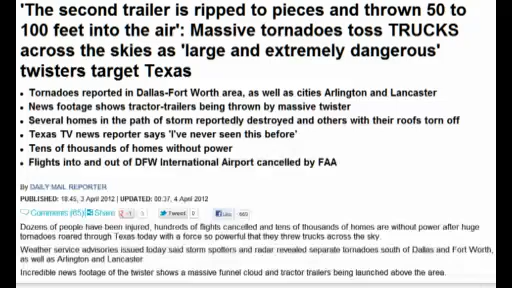 'The second trailer is ripped to pieces and thrown 50 to
100 feet into the air': Massive tornadoes toss TRUCKS
across the skies as 'large and extremely dangerous'
twisters target Texas
• Tornadoes reported in Dallas-Fort Worth area, as well as cities Arlington and Lancaster
• News footage shows tractor-trailers being thrown by massive twister
• Several homes in the path of storm reportedly destroyed and others with their roofs torn off
• Texas TV news reporter says 'I've never seen this before'
• Tens of thousands of homes without power
• Flights into and out of DFW International Airport cancelled by FAA
By DAILY MAIL REPORTER
PUBLISHED: 18:45, 3 April 2012 | UPDATED: 00:37, 4 April 2012
Comments (65) Share +1 Tweet 0 Like
Dozens of people have been injured, hundreds of flights cancelled and tens of thousands of homes are without power after huge
tornadoes roared through Texas today with a force so powerful that they threw trucks across the sky.
Weather service advisories issued today said storm spotters and radar revealed separate tornadoes south of Dallas and Fort Worth,
as well as Arlington and Lancaster
Incredible news footage of the twister shows a massive funnel cloud and tractor trailers being launched above the area.